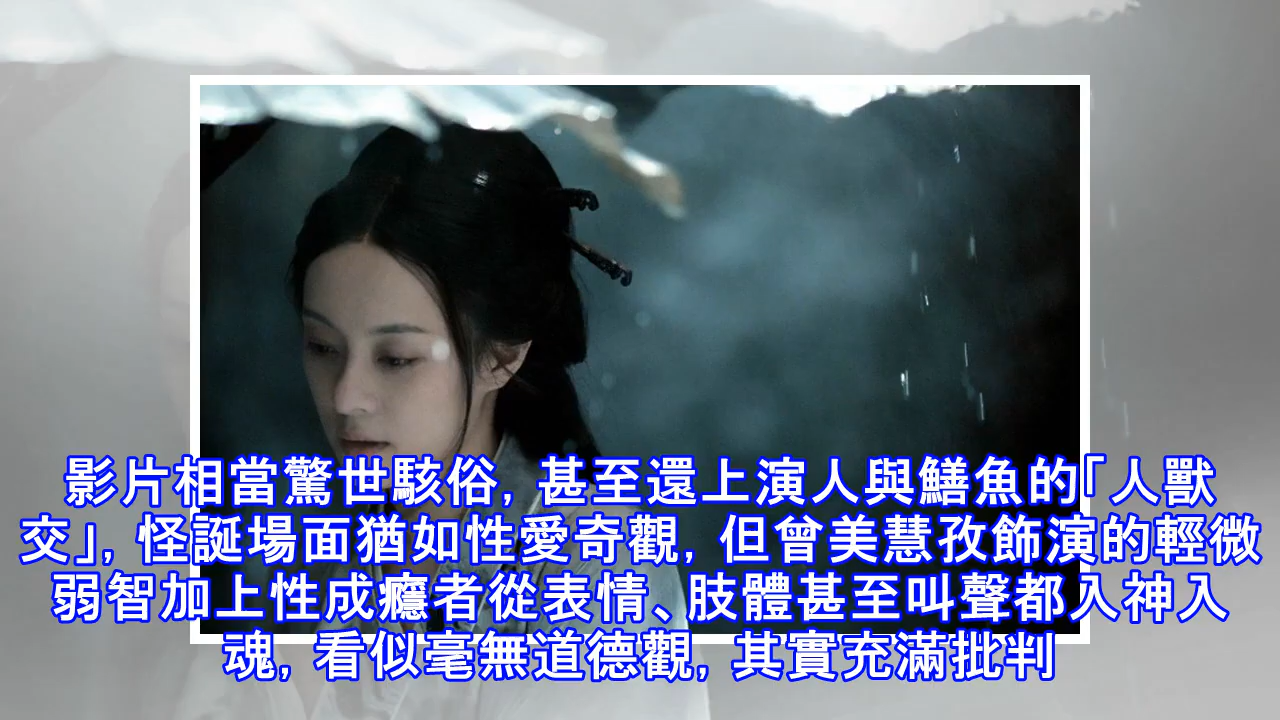 影片相當驚世駭俗, 甚至還上演人與鱔魚的「人獸
交」, 怪誕場面猶如性愛奇觀, 但曾美慧孜飾演的輕微
弱智加上性成癮者從表情、肢體甚至叫聲都入神入
魂, 看似毫無道德觀, 其實充滿批判